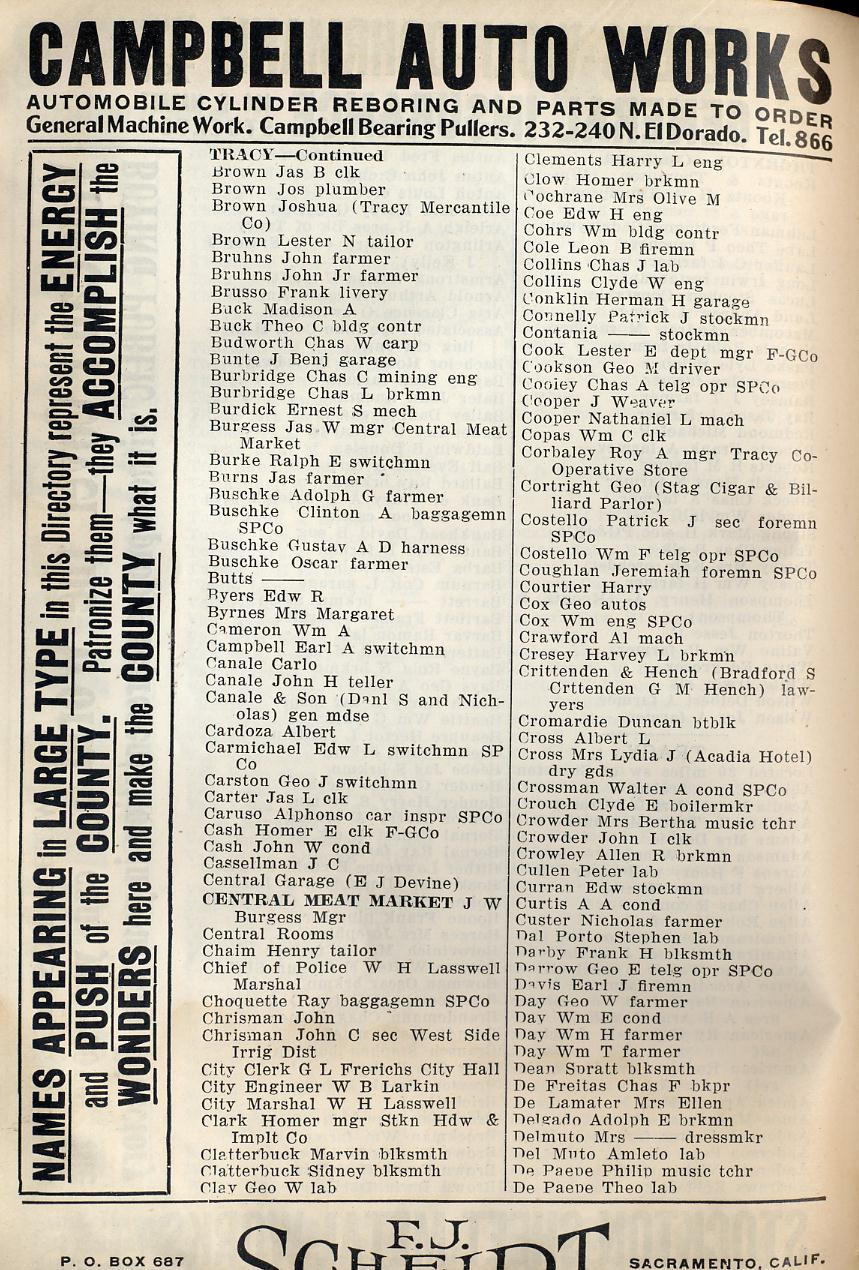 CAMPBELL AUTO WORKS
AUTOMOBILE CYLINDER REBORING AND PARTS MADE TO ORDER
General Machine Work. Campbell Bearing Pullers. 232-240 N. El Dorado. Tel. 866
NAMES APPEARING in LARGE TYPE in this Directory represent the ENERGY
and PUSH of the COUNTY. Patronize them—they ACCOMPLISH the
WONDERS here and make the COUNTY what it is.
TRACY—Continued
Brown Jas B clk
Brown Jos plumber
Brown Joshua (Tracy Mercantile
Co)
Brown Lester N tailor
Bruhns John farmer
Bruhns John Jr farmer
Brusso Frank livery
Buck Madison A
Buck Theo C bldg contr
Budworth Chas W carp
Bunte J Benj garage
Burbridge Chas C mining eng
Burbridge Chas L brkmn
Burdick Ernest S mech
Burgess Jas W mgr Central Meat
Market
Burke Ralph E switchmn
Burns Jas farmer
Buschke Adolph G farmer
Buschke Clinton A baggagemn
SPCo
Buschke Gustav A D harness
Buschke Oscar farmer
Butts ——
Byers Edw R
Byrnes Mrs Margaret
Cameron Wm A
Campbell Earl A switchmn
Canale Carlo
Canale John H teller
Canale & Son (Danl S and Nich-
olas) gen mdse
Cardoza Albert
Carmichael Edw L switchmn SP
Co
Carston Geo J switchmn
Carter Jas L clk
Caruso Alphonso car inspr SPCo
Cash Homer E clk F-GCo
Cash John W cond
Cassellman J C
Central Garage (E J Devine)
CENTRAL MEAT MARKET J W
Burgess Mgr
Central Rooms
Chaim Henry tailor
Chief of Police W H Lasswell
Marshal
Choquette Ray baggagemn SPCo
Chrisman John
Chrisman John C sec West Side
Irrig Dist
City Clerk G L Frerichs City Hall
City Engineer W B Larkin
City Marshal W H Lasswell
Clark Homer mgr Stkn Hdw &
Implt Co
Clatterbuck Marvin blksmth
Clatterbuck Sidney blksmth
Clay Geo W lab
Clements Harry L eng
Clow Homer brkmn
Cochrane Mrs Olive M
Coe Edw H eng
Cohrs Wm bldg contr
Cole Leon B firemn
Collins Chas J lab
Collins Clyde W eng
Conklin Herman H garage
Connelly Patrick J stockmn
Contania —— stockmn
Cook Lester E dept mgr F-GCo
Cookson Geo M driver
Cooley Chas A telg opr SPCo
Cooper J Weaver
Cooper Nathaniel L mach
Copas Wm C clk
Corbaley Roy A mgr Tracy Co-
Operative Store
Cortright Geo (Stag Cigar & Bil-
liard Parlor)
Costello Patrick J sec foremn
SPCo
Costello Wm F telg opr SPCo
Coughlan Jeremiah foremn SPCo
Courtier Harry
Cox Geo autos
Cox Wm eng SPCo
Crawford Al mach
Cresey Harvey L brkmn
Crittenden & Hench (Bradford S
Crttenden G M Hench) law-
yers
Cromardie Duncan btblk
Cross Albert L
Cross Mrs Lydia J (Acadia Hotel)
dry gds
Crossman Walter A cond SPCo
Crouch Clyde E boilermkr
Crowder Mrs Bertha music tchr
Crowder John I clk
Crowley Allen R brkmn
Cullen Peter lab
Curran Edw stockmn
Curtis A A cond
Custer Nicholas farmer
Dal Porto Stephen lab
Darby Frank H blksmth
Darrow Geo E telg opr SPCo
Davis Earl J firemn
Day Geo W farmer
Day Wm E cond
Day Wm H farmer
Day Wm T farmer
Dean Spratt blksmth
De Freitas Chas F bkpr
De Lamater Mrs Ellen
Delgado Adolph E brkmn
Delmuto Mrs —— dressmkr
Del Muto Amleto lab
De Paepe Philip music tchr
De Paepe Theo lab
P. O. BOX 687
F. J.
SCHEIDT
SACRAMENTO, CALIF.